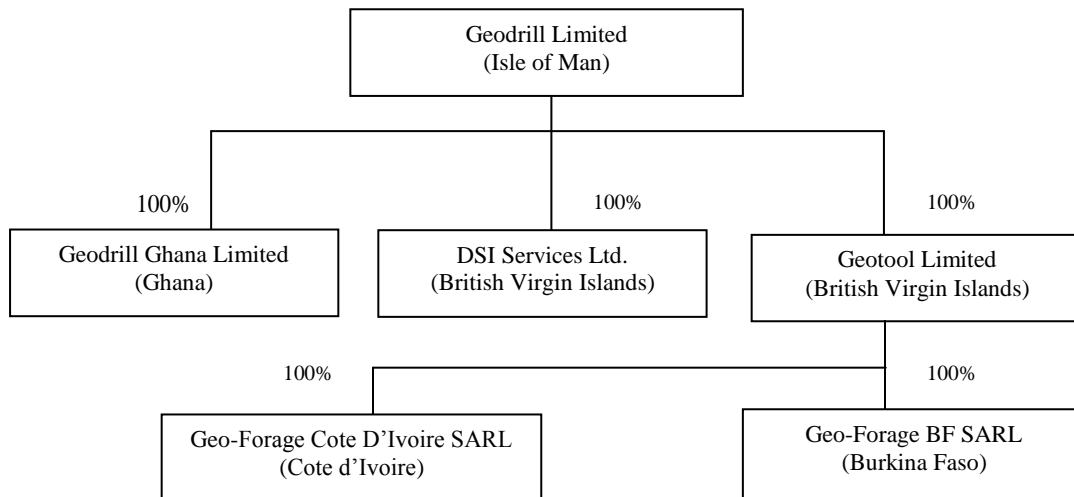 Geodrill Limited
(Isle of Man)
100%
100%
100%
Geodrill Ghana Limited
(Ghana)
DSI Services Ltd.
(British Virgin Islands)
Geotool Limited
(British Virgin Islands)
100%
100%
Geo-Forage Cote D’Ivoire SARL
(Cote d’Ivoire)
Geo-Forage BF SARL
(Burkina Faso)